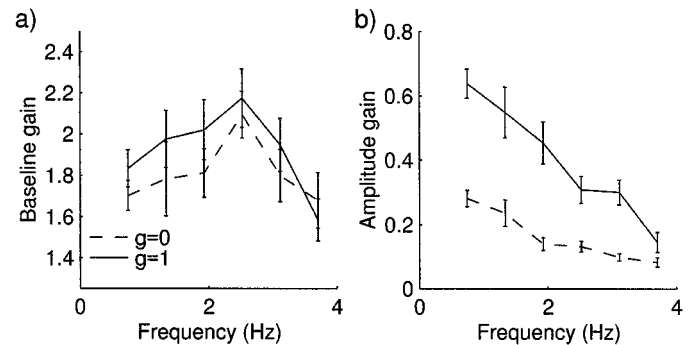 a)
Baseline gain
2.4
2.2
2
1.8
1.6
1.4
g=0
g=1
0
2
4
Frequency (Hz)
b)
Amplitude gain
0.8
0.6
0.4
0.2
0
0
2
4
Frequency (Hz)